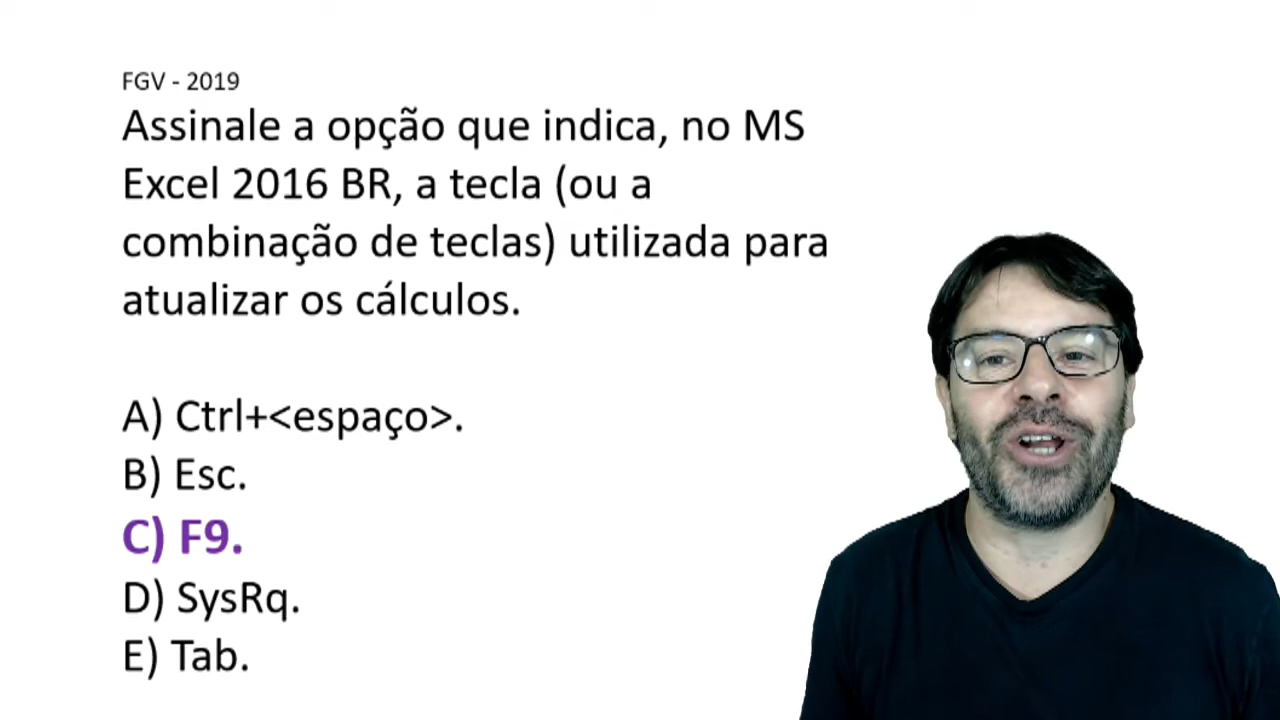 FGV - 2019
Assinale a opção que indica, no MS
Excel 2016 BR, a tecla (ou a
combinação de teclas) utilizada para
atualizar os cálculos.
A) Ctrl+<espaço>.
B) Esc.
C) F9.
D) SysRq.
E) Tab.